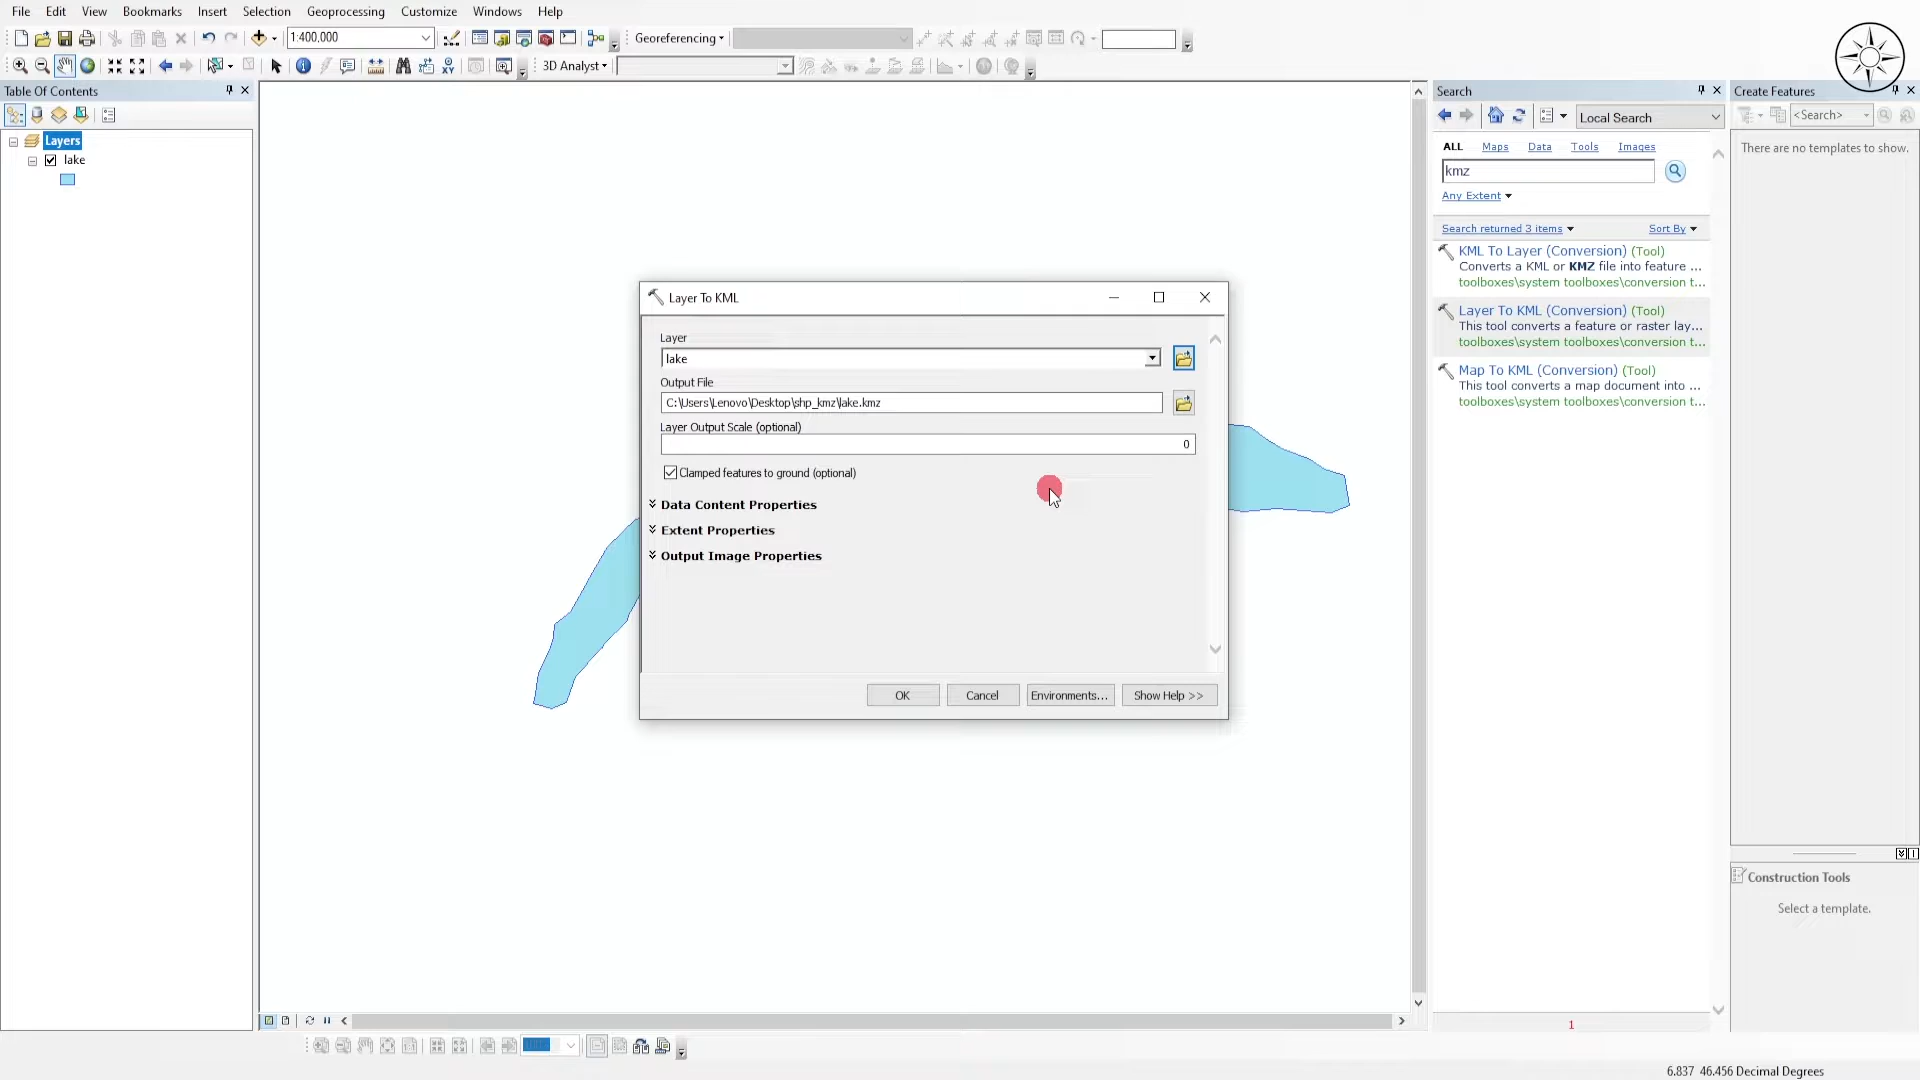 File Edit View Bookmarks Insert Selection Geoprocessing Customize Windows Help
1:400,000 Georeferencing
3D Analyst
Table Of Contents
Layers
lake
Layer To KML
Layer
lake
Output File
C:\Users\Lenovo\Desktop\shp_kmz\lake.kmz
Layer Output Scale (optional)
0
Clamped features to ground (optional)
Data Content Properties
Extent Properties
Output Image Properties
OK Cancel Environments... Show Help >>
Search
Local Search
ALL Maps Data Tools Images
kmz
Any Extent
Search returned 3 items Sort By
KML To Layer (Conversion) (Tool)
Converts a KML or KMZ file into feature ...
toolboxes\system toolboxes\conversion t...
Layer To KML (Conversion) (Tool)
This tool converts a feature or raster lay...
toolboxes\system toolboxes\conversion t...
Map To KML (Conversion) (Tool)
This tool converts a map document into ...
toolboxes\system toolboxes\conversion t...
1
Create Features
<Search>
There are no templates to show.
Construction Tools
Select a template.
6.837 46.456 Decimal Degrees